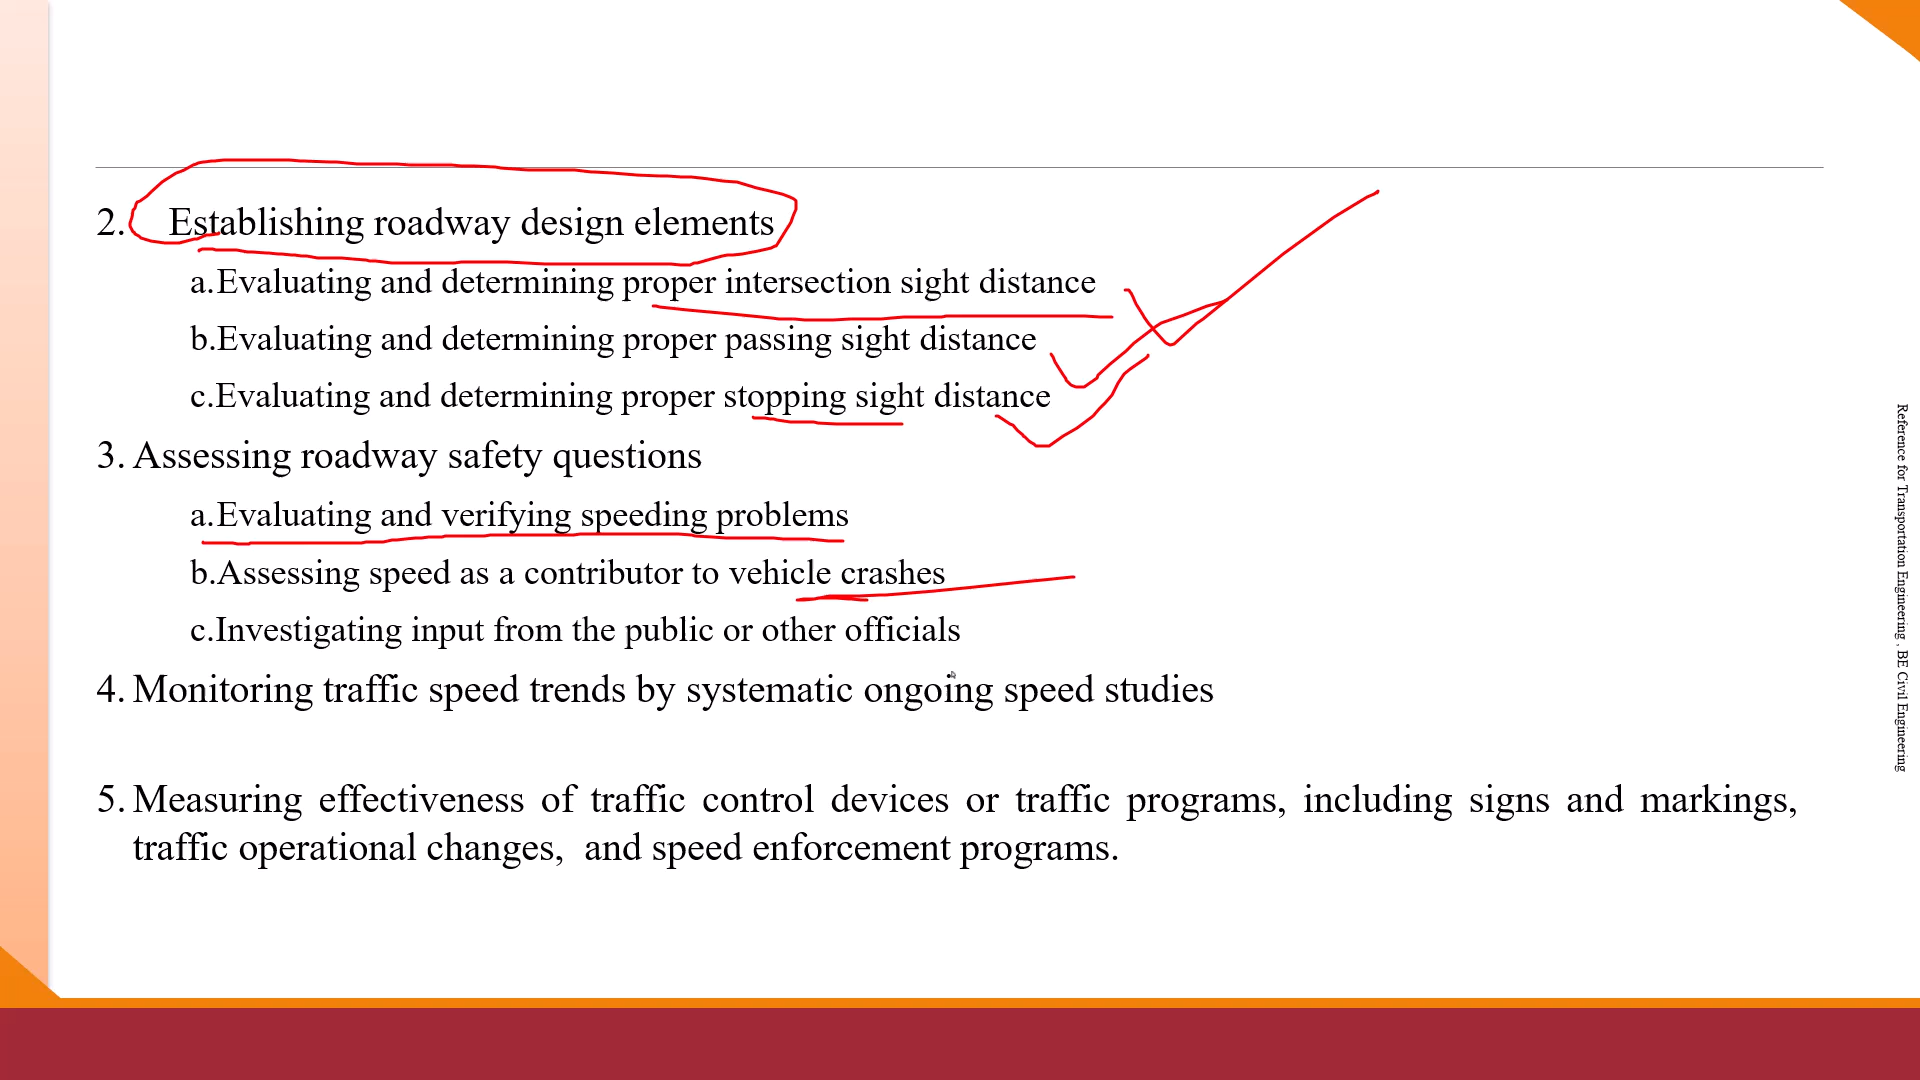 2. Establishing roadway design elements
a.Evaluating and determining proper intersection sight distance
b.Evaluating and determining proper passing sight distance
c.Evaluating and determining proper stopping sight distance
3. Assessing roadway safety questions
a.Evaluating and verifying speeding problems
b.Assessing speed as a contributor to vehicle crashes
c.Investigating input from the public or other officials
4. Monitoring traffic speed trends by systematic ongoing speed studies
5. Measuring effectiveness of traffic control devices or traffic programs, including signs and markings,
traffic operational changes, and speed enforcement programs.
Reference for Transportation Engineering , BE Civil Engineering